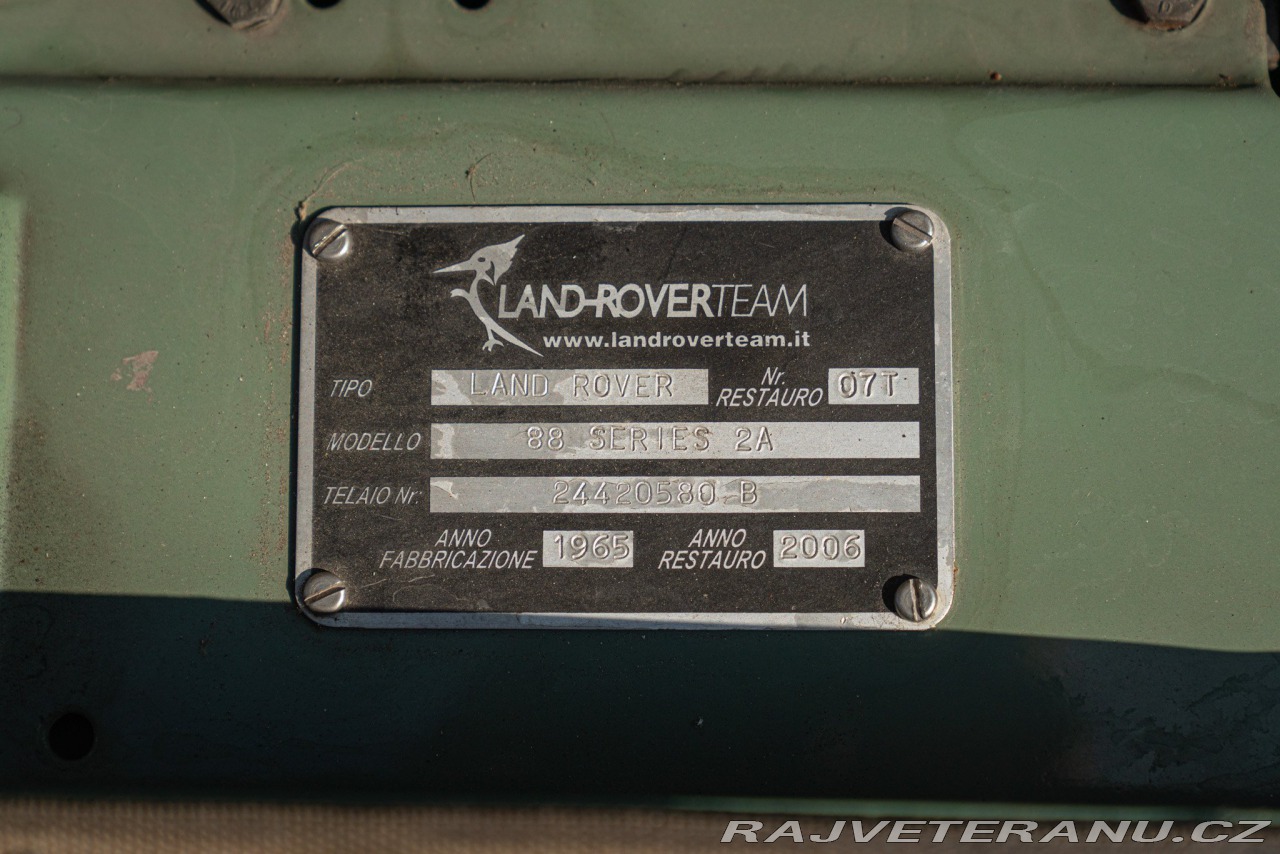 LAND-ROVERTEAM
www.landroverteam.it
TIPO LAND ROVER Nr. RESTAURO 07T
MODELLO 88 SERIES 2A
TELAIO Nr. 24420580 B
ANNO FABBRICAZIONE 1965 ANNO RESTAURO 2006
RAJVETERANU.CZ